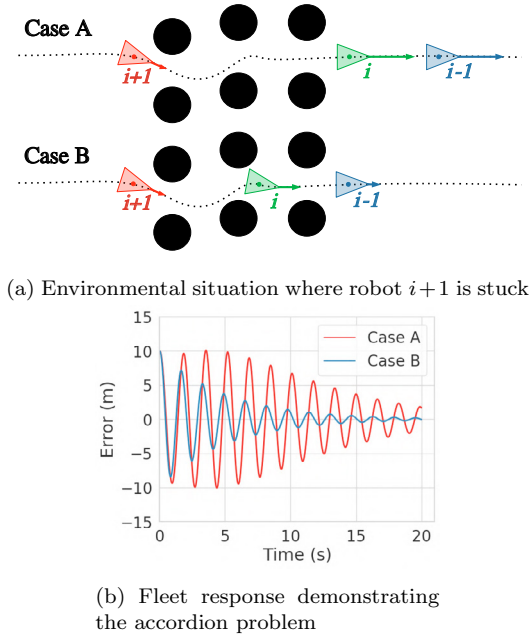 Case A
i+1
i
i-1
Case B
i+1
i
i-1
(a) Environmental situation where robot i+1 is stuck
15
10
5
0
−5
−10
−15
Error (m)
Case A
Case B
0 5 10 15 20
Time (s)
(b) Fleet response demonstrating
the accordion problem